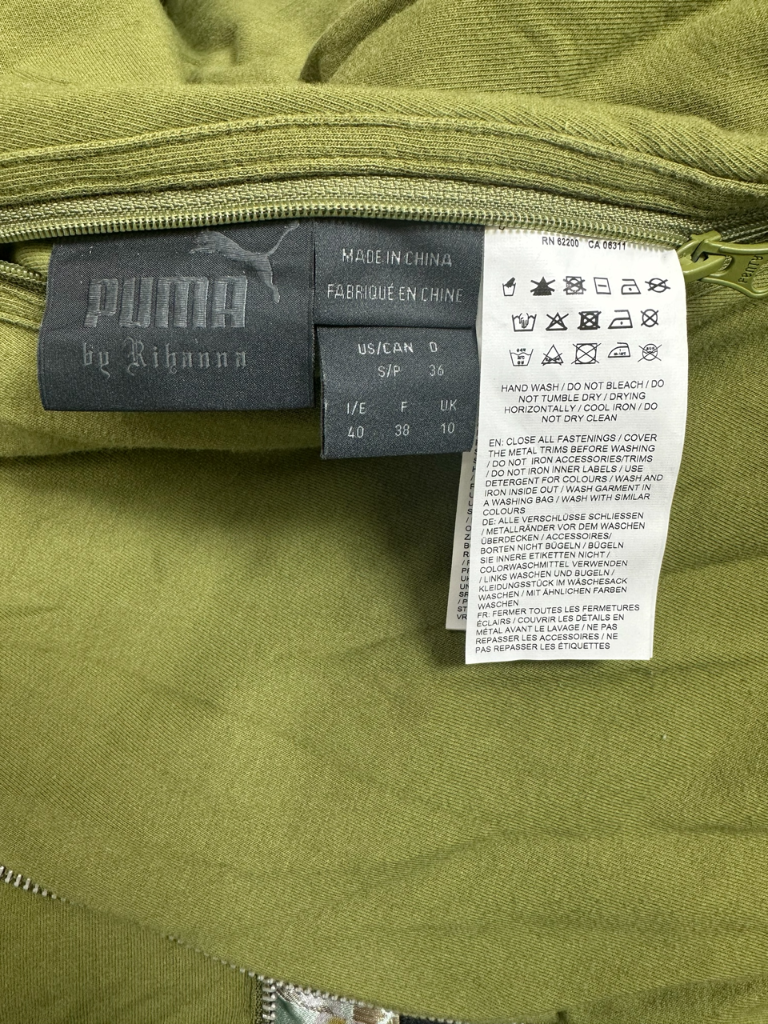 PUMA
by Rihanna
MADE IN CHINA
FABRIQUÉ EN CHINE
US/CAN 0
S/P 36
I/E F UK
40 38 10
RN 62200 CA 06311
HAND WASH / DO NOT BLEACH / DO
NOT TUMBLE DRY / DRYING
HORIZONTALLY / COOL IRON / DO
NOT DRY CLEAN
EN: CLOSE ALL FASTENINGS / COVER
THE METAL TRIMS BEFORE WASHING
/ DO NOT IRON ACCESSORIES/TRIMS
/ DO NOT IRON INNER LABELS / USE
DETERGENT FOR COLOURS / WASH AND
IRON INSIDE OUT / WASH GARMENT IN
A WASHING BAG / WASH WITH SIMILAR
COLOURS
DE: ALLE VERSCHLÜSSE SCHLIESSEN
/ METALLRÄNDER VOR DEM WASCHEN
ÜBERDECKEN / ACCESSOIRES/
BORTEN NICHT BÜGELN / BÜGELN
SIE INNERE ETIKETTEN NICHT /
COLORWASCHMITTEL VERWENDEN
/ LINKS WASCHEN UND BUGELN /
KLEIDUNGSSTÜCK IM WÄSCHESACK
WASCHEN / MIT ÄHNLICHEN FARBEN
WASCHEN
FR: FERMER TOUTES LES FERMETURES
ÉCLAIRS / COUVRIR LES DÉTAILS EN
MÉTAL AVANT LE LAVAGE / NE PAS
REPASSER LES ACCESSOIRES / NE
PAS REPASSER LES ÉTIQUETTES